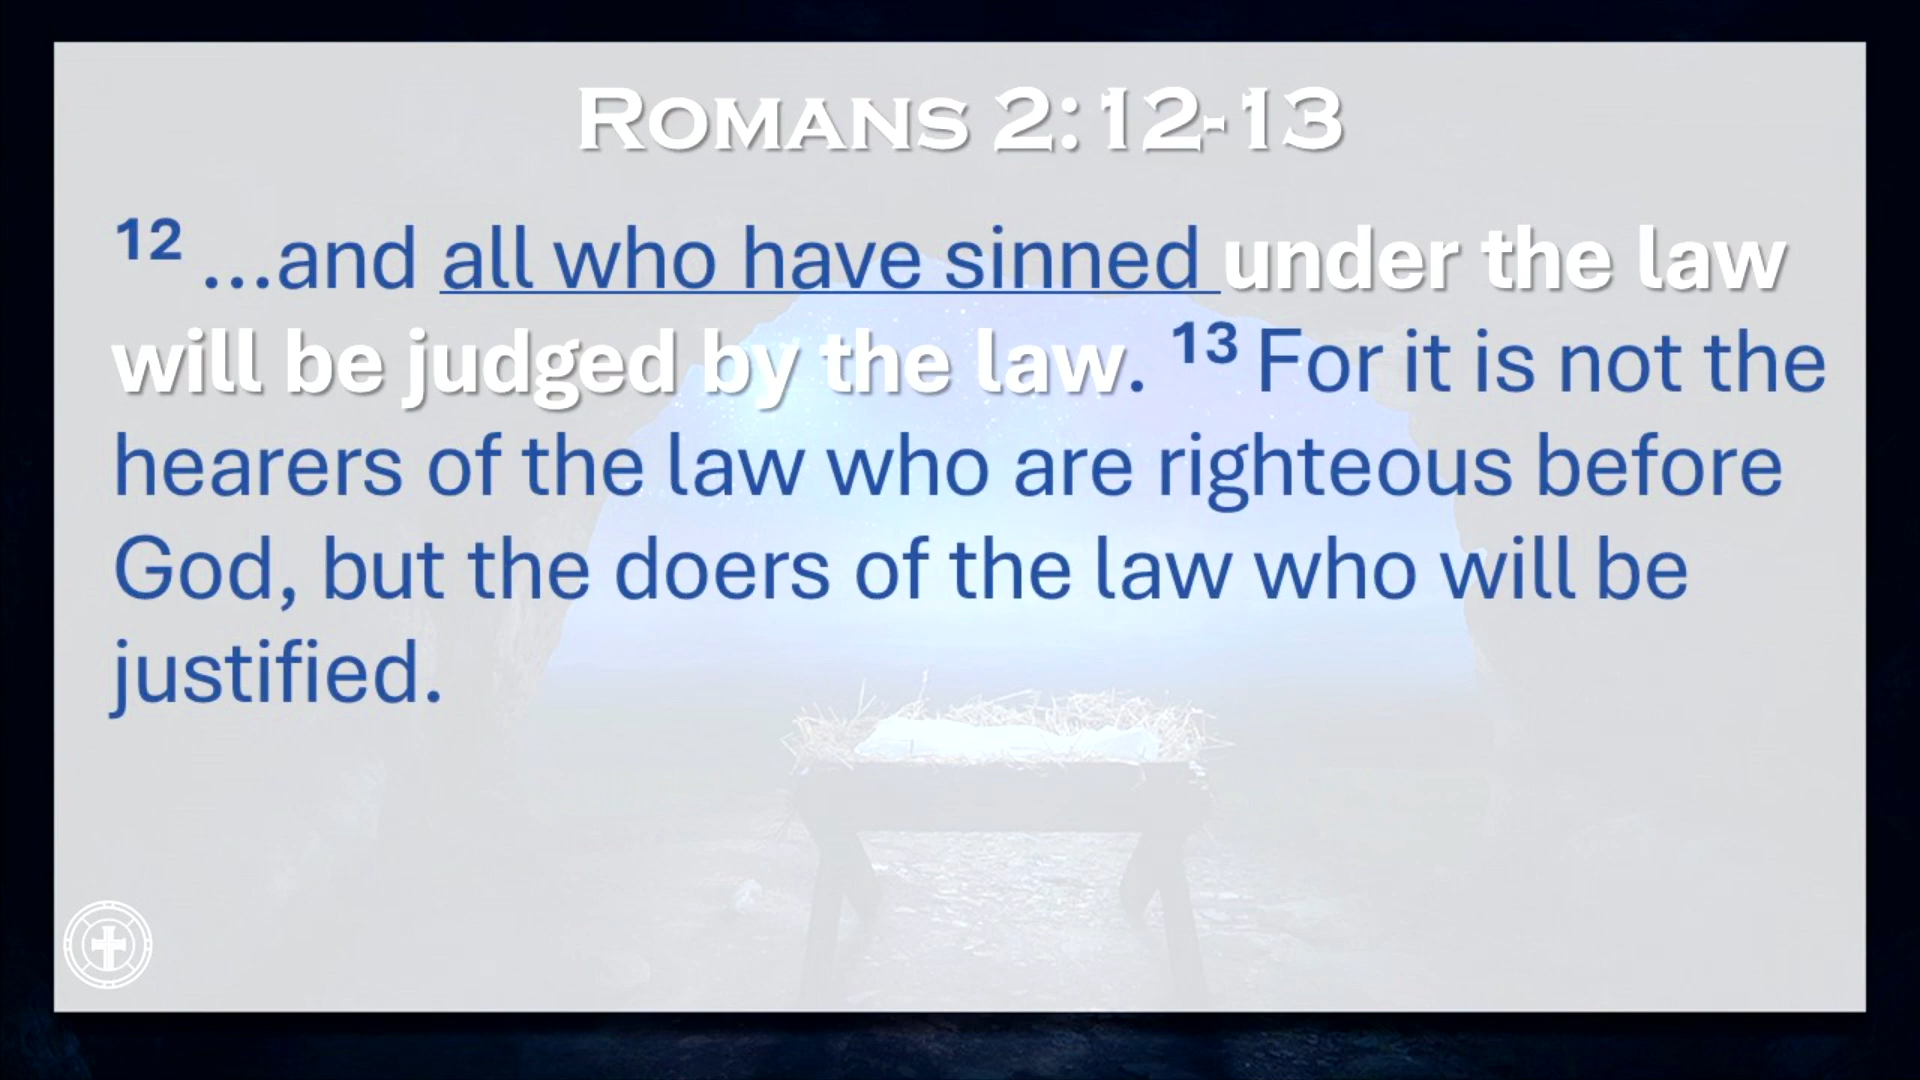 Romans 2:12-13
12 ...and all who have sinned under the law
will be judged by the law. 13 For it is not the
hearers of the law who are righteous before
God, but the doers of the law who will be
justified.